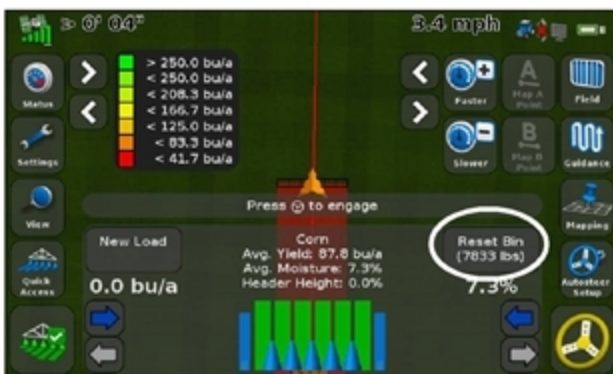 > 0' 04"
3.4 mph
> 250.0 bu/a
< 250.0 bu/a
< 208.3 bu/a
< 166.7 bu/a
< 125.0 bu/a
< 83.3 bu/a
< 41.7 bu/a
Status
Settings
View
Quick
Access
Faster
Slower
A
Map A
Point
B
Map B
Point
Field
Guidance
Mapping
Autosteer
Setup
Press to engage
New Load
0.0 bu/a
Corn
Avg. Yield: 87.8 bu/a
Avg. Moisture: 7.3%
Header Height: 0.0%
Reset Bin
(7833 lbs)
7.3%